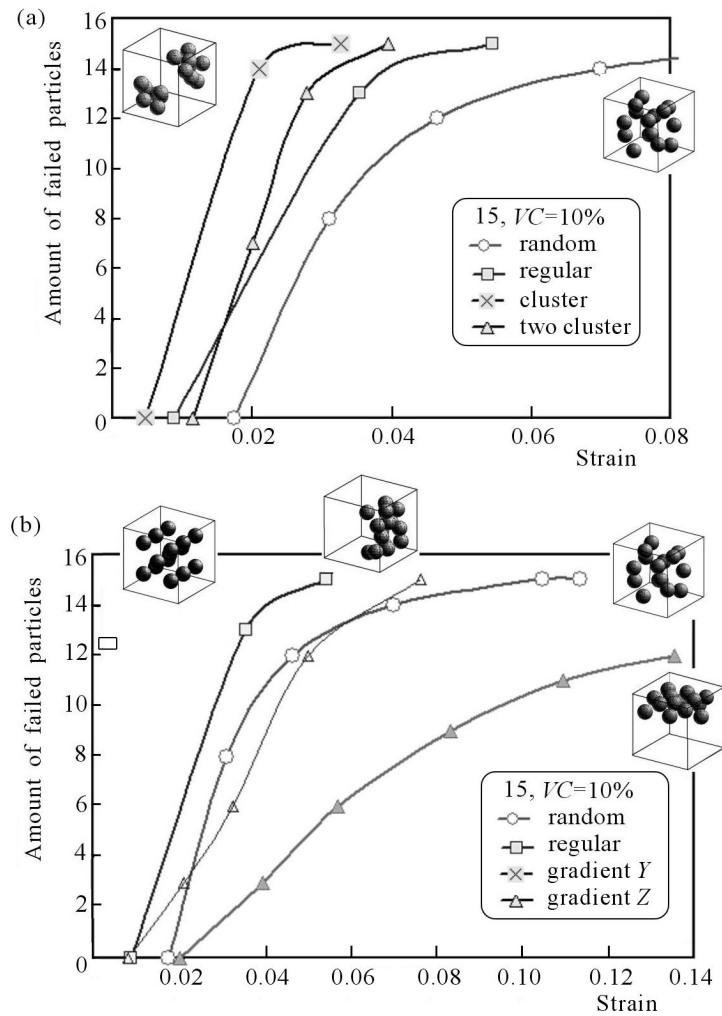 (a)
16
14
12
10
8
6
4
2
0
Amount of failed particles
15, VC=10%
random
regular
cluster
two cluster
0.02 0.04 0.06 0.08
Strain
(b)
16
14
12
10
8
6
4
2
0
Amount of failed particles
15, VC=10%
random
regular
gradient Y
gradient Z
0.02 0.04 0.06 0.08 0.10 0.12 0.14
Strain